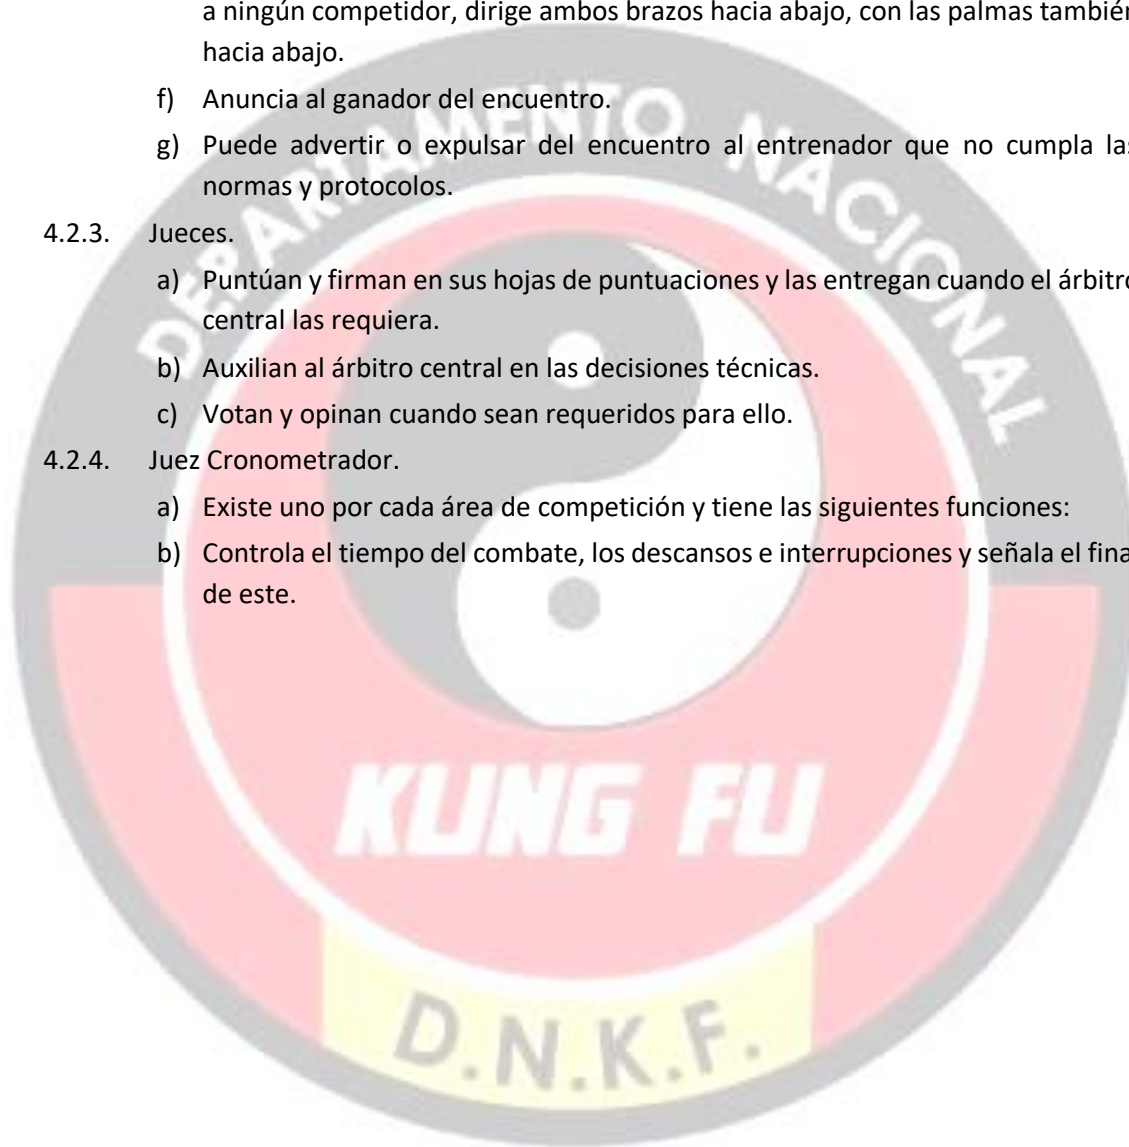 a ningún competidor, dirige ambos brazos hacia abajo, con las palmas también
hacia abajo.
f) Anuncia al ganador del encuentro.
g) Puede advertir o expulsar del encuentro al entrenador que no cumpla las
normas y protocolos.
4.2.3. Jueces.
a) Puntúan y firman en sus hojas de puntuaciones y las entregan cuando el árbitro
central las requiera.
b) Auxilian al árbitro central en las decisiones técnicas.
c) Votan y opinan cuando sean requeridos para ello.
4.2.4. Juez Cronometrador.
a) Existe uno por cada área de competición y tiene las siguientes funciones:
b) Controla el tiempo del combate, los descansos e interrupciones y señala el fina
de este.
DEPARTAMENTO NACIONAL
KUNG FU
D.N.K.F.